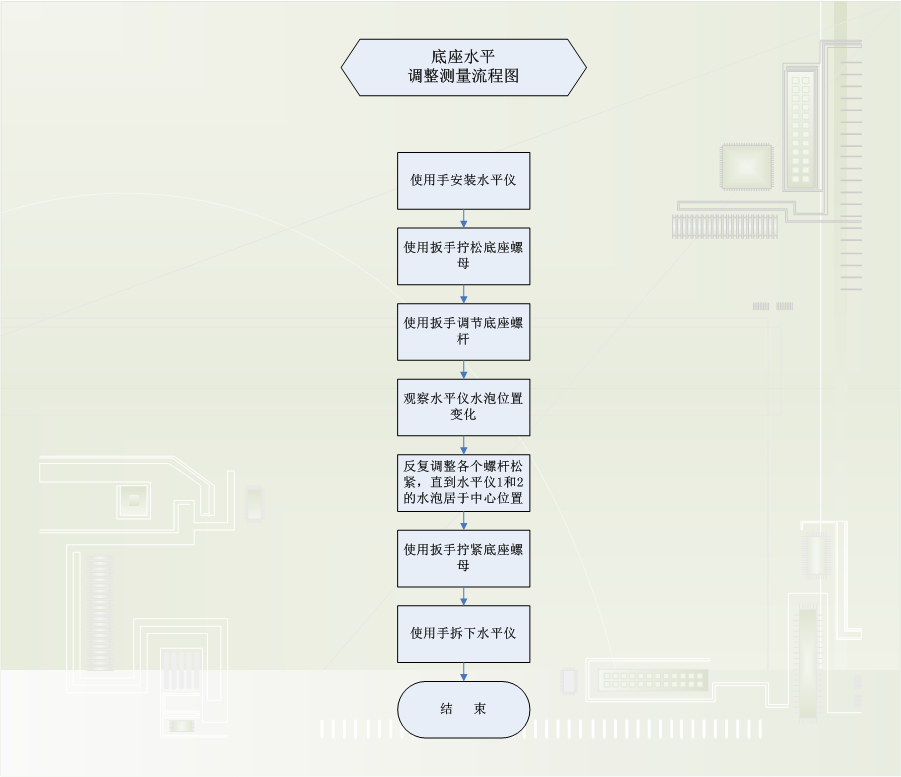 底座水平
调整测量流程图
使用手安装水平仪
使用扳手拧松底座螺
母
使用扳手调节底座螺
杆
观察水平仪水泡位置
变化
反复调整各个螺杆松
紧，直到水平仪1和2
的水泡居于中心位置
使用扳手拧紧底座螺
母
使用手拆下水平仪
结 束